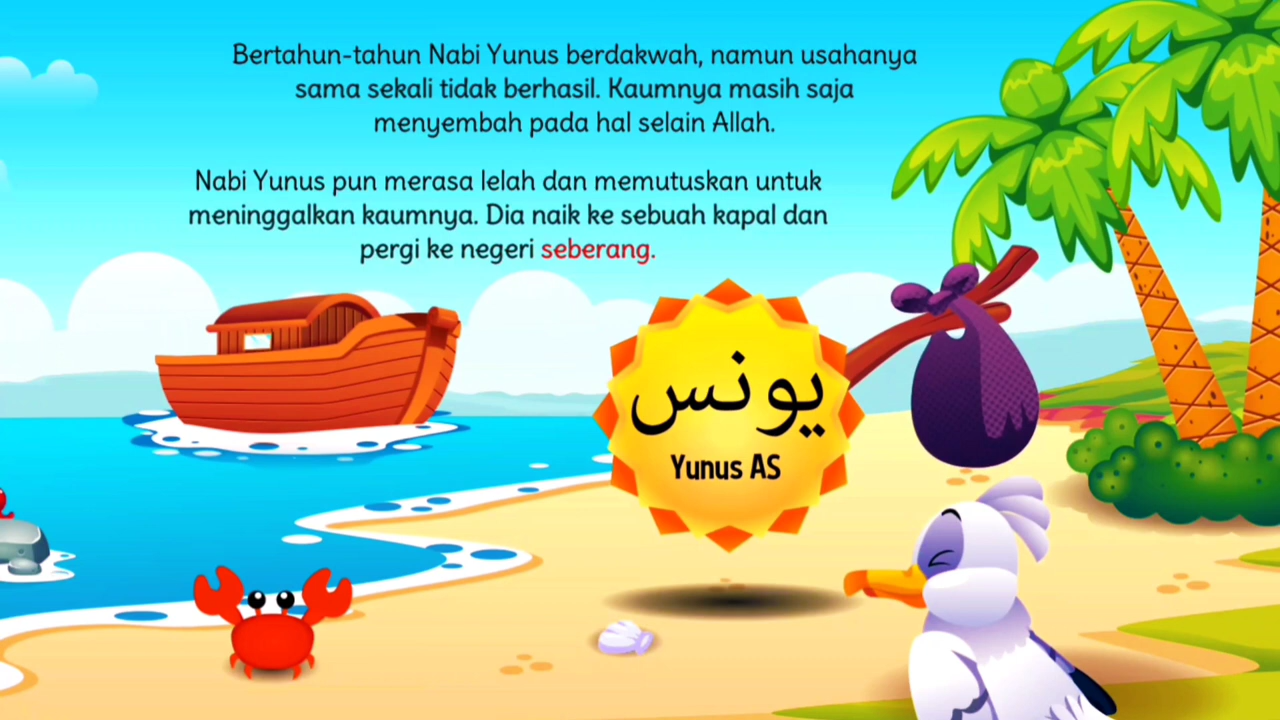 Bertahun-tahun Nabi Yunus berdakwah, namun usahanya
sama sekali tidak berhasil. Kaumnya masih saja
menyembah pada hal selain Allah.
Nabi Yunus pun merasa lelah dan memutuskan untuk
meninggalkan kaumnya. Dia naik ke sebuah kapal dan
pergi ke negeri seberang.
يونس
Yunus AS